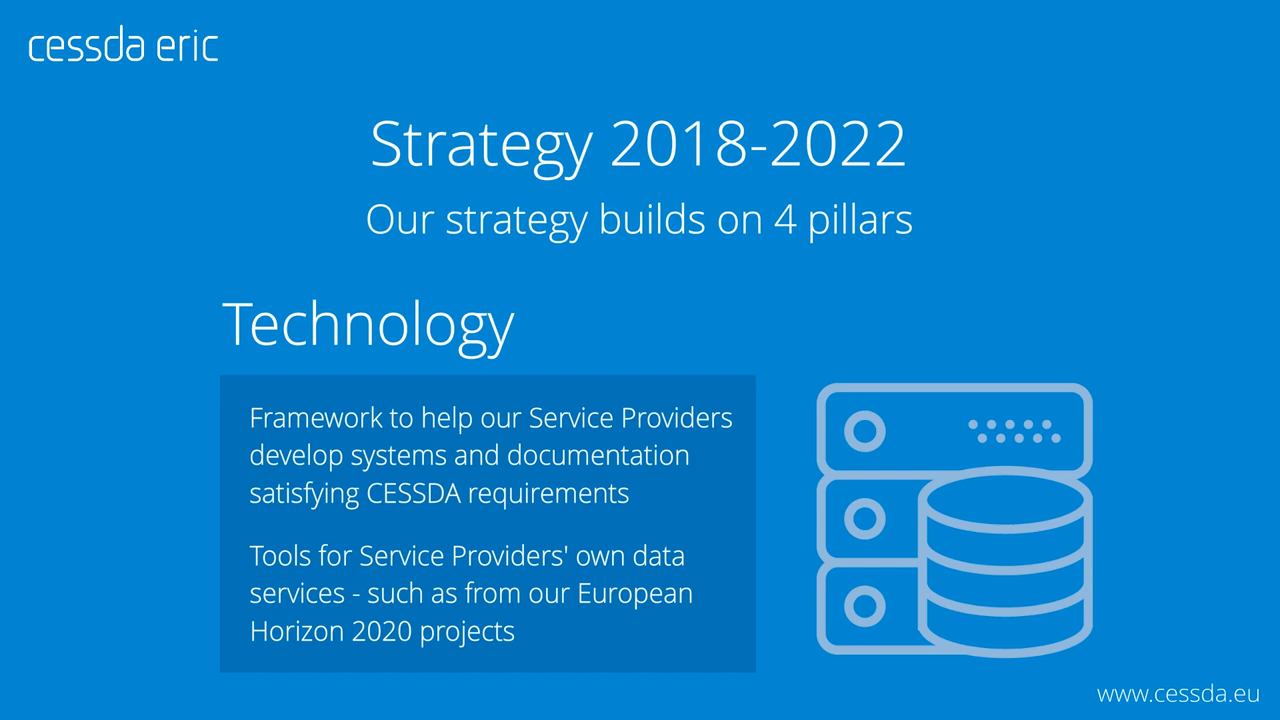 cessda eric
Strategy 2018-2022
Our strategy builds on 4 pillars
Technology
Framework to help our Service Providers
develop systems and documentation
satisfying CESSDA requirements
Tools for Service Providers' own data
services - such as from our European
Horizon 2020 projects
www.cessda.eu